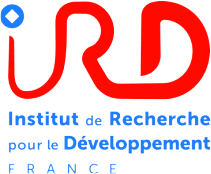 iRD
Institut de Recherche
pour le Développement
FRANCE